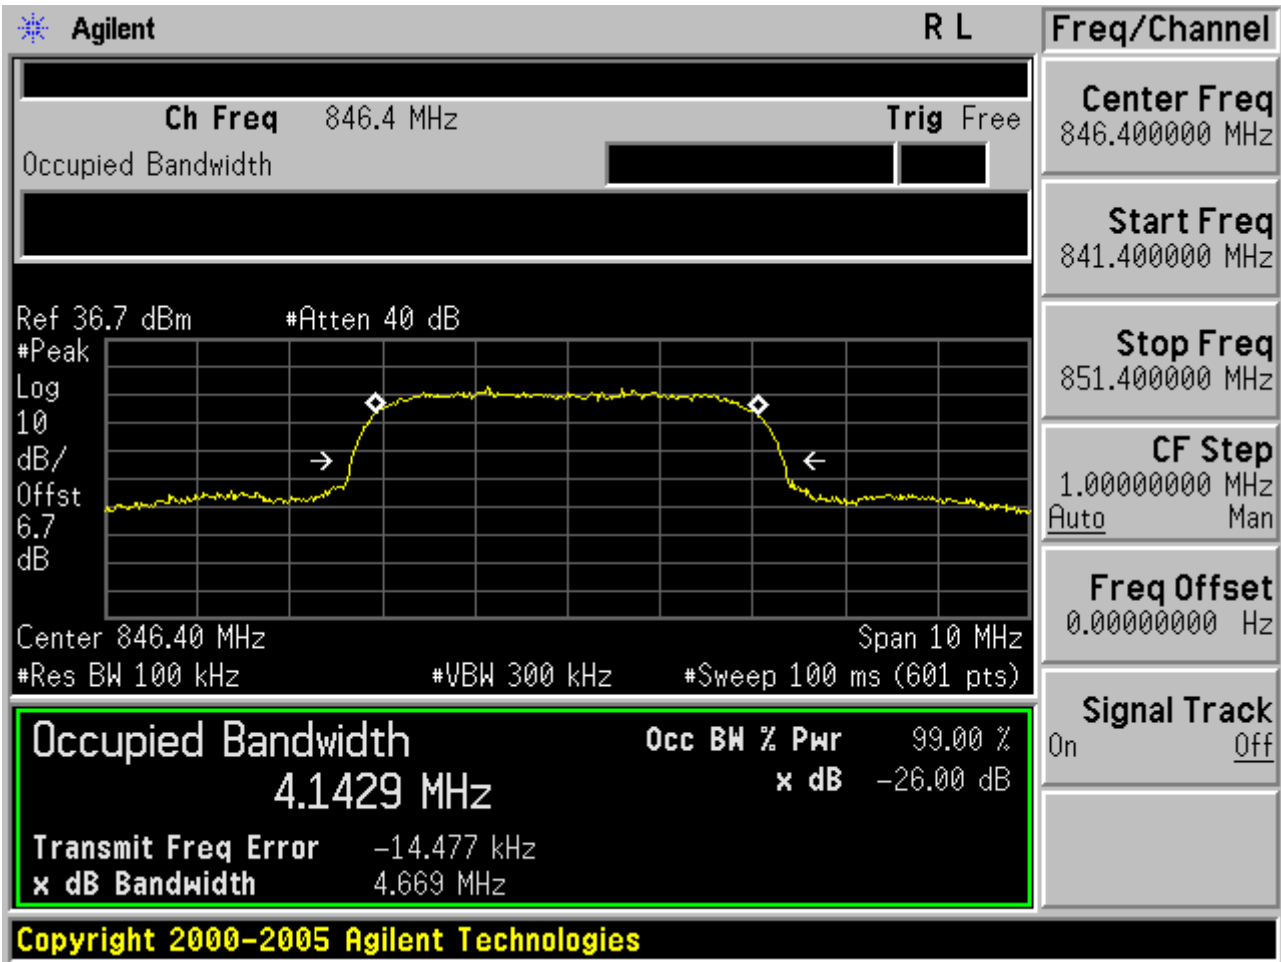 Agilent R L Freq/Channel
Ch Freq 846.4 MHz Trig Free
Occupied Bandwidth
Center Freq
846.400000 MHz
Start Freq
841.400000 MHz
Stop Freq
851.400000 MHz
CF Step
1.00000000 MHz
Auto Man
Freq Offset
0.00000000 Hz
Signal Track
On Off
Ref 36.7 dBm #Atten 40 dB
#Peak
Log
10
dB/
Offst
6.7
dB
Center 846.40 MHz Span 10 MHz
#Res BW 100 kHz #VBW 300 kHz #Sweep 100 ms (601 pts)
Occupied Bandwidth Occ BW % Pwr 99.00 %
4.1429 MHz x dB -26.00 dB
Transmit Freq Error -14.477 kHz
x dB Bandwidth 4.669 MHz
Copyright 2000-2005 Agilent Technologies